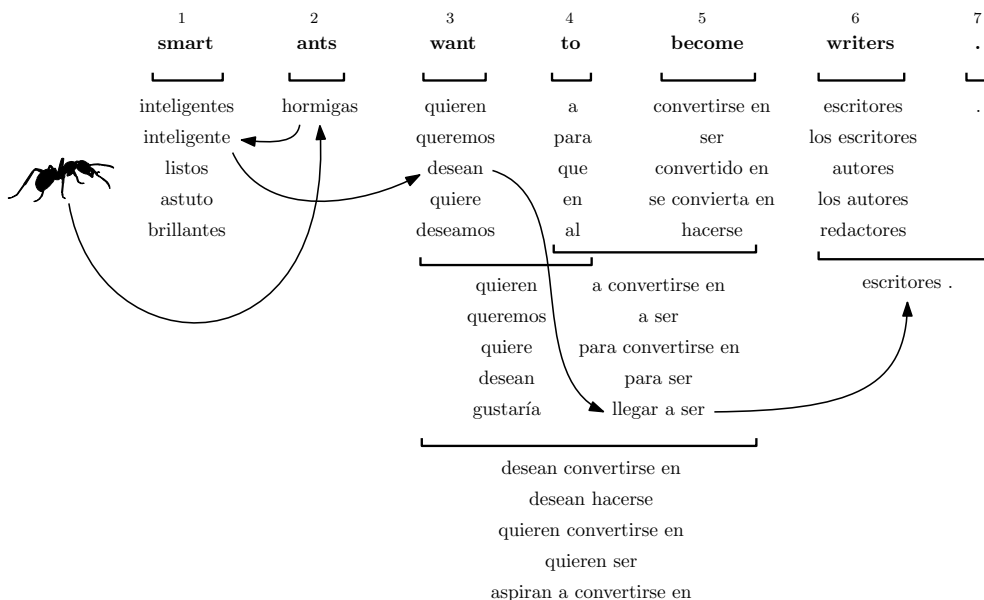 1 2 3 4 5 6 7
smart ants want to become writers .
inteligentes hormigas quieren a convertirse en escritores .
inteligente queremos para ser los escritores
listos desean que convertido en autores
astuto quiere en se convierta en los autores
brillantes deseamos al hacerse redactores
quieren a convertirse en escritores .
queremos a ser
quiere para convertirse en
desean para ser
gustaría llegar a ser
desean convertirse en
desean hacerse
quieren convertirse en
quieren ser
aspiran a convertirse en